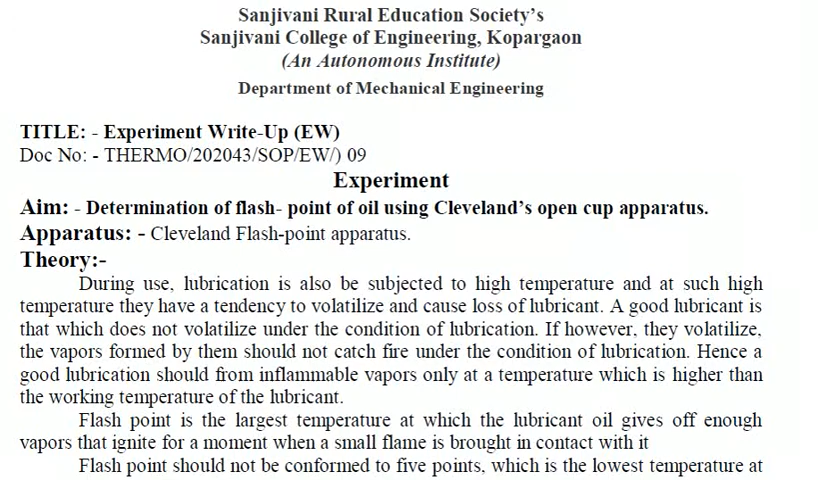 Sanjivani Rural Education Society's
Sanjivani College of Engineering, Kopargaon
(An Autonomous Institute)
Department of Mechanical Engineering
TITLE: - Experiment Write-Up (EW)
Doc No: - THERMO/202043/SOP/EW/) 09
Experiment
Aim: - Determination of flash- point of oil using Cleveland's open cup apparatus.
Apparatus: - Cleveland Flash-point apparatus.
Theory:-
During use, lubrication is also be subjected to high temperature and at such high
temperature they have a tendency to volatilize and cause loss of lubricant. A good lubricant is
that which does not volatilize under the condition of lubrication. If however, they volatilize,
the vapors formed by them should not catch fire under the condition of lubrication. Hence a
good lubrication should from inflammable vapors only at a temperature which is higher than
the working temperature of the lubricant.
Flash point is the largest temperature at which the lubricant oil gives off enough
vapors that ignite for a moment when a small flame is brought in contact with it
Flash point should not be conformed to five points, which is the lowest temperature at